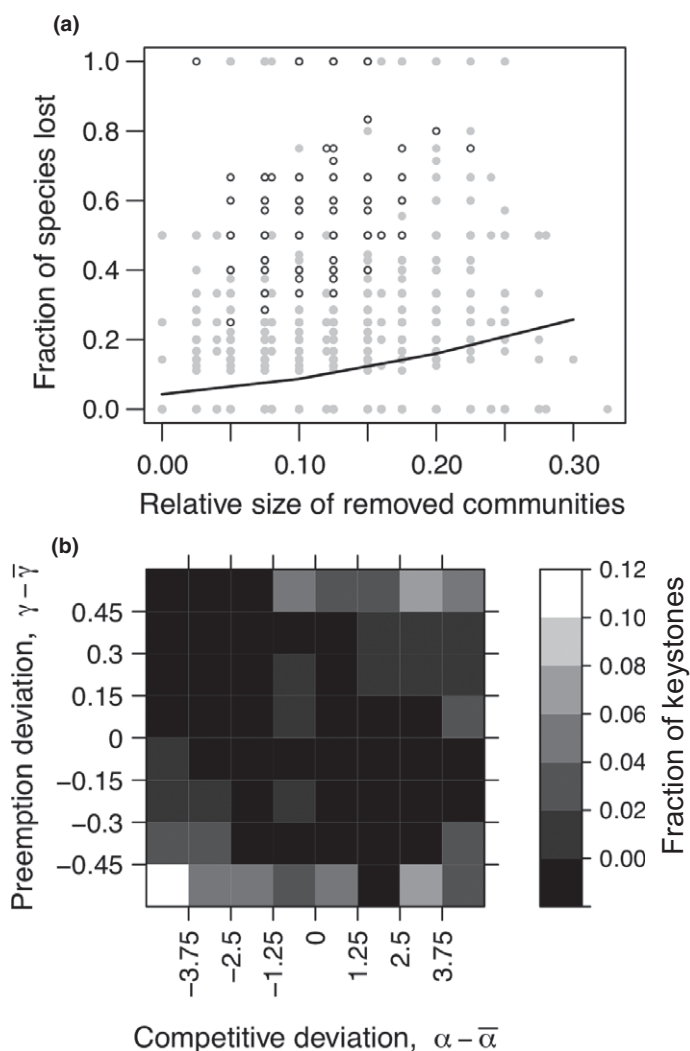 (a)
Fraction of species lost
1.0
0.8
0.6
0.4
0.2
0.0
0.00 0.10 0.20 0.30
Relative size of removed communities
(b)
Preemption deviation, γ – γ̅
0.45
0.3
0.15
0
−0.15
−0.3
−0.45
−3.75 −2.5 −1.25 0 1.25 2.5 3.75
Competitive deviation, α – α̅
0.12
0.10
0.08
0.06
0.04
0.02
0.00
Fraction of keystones